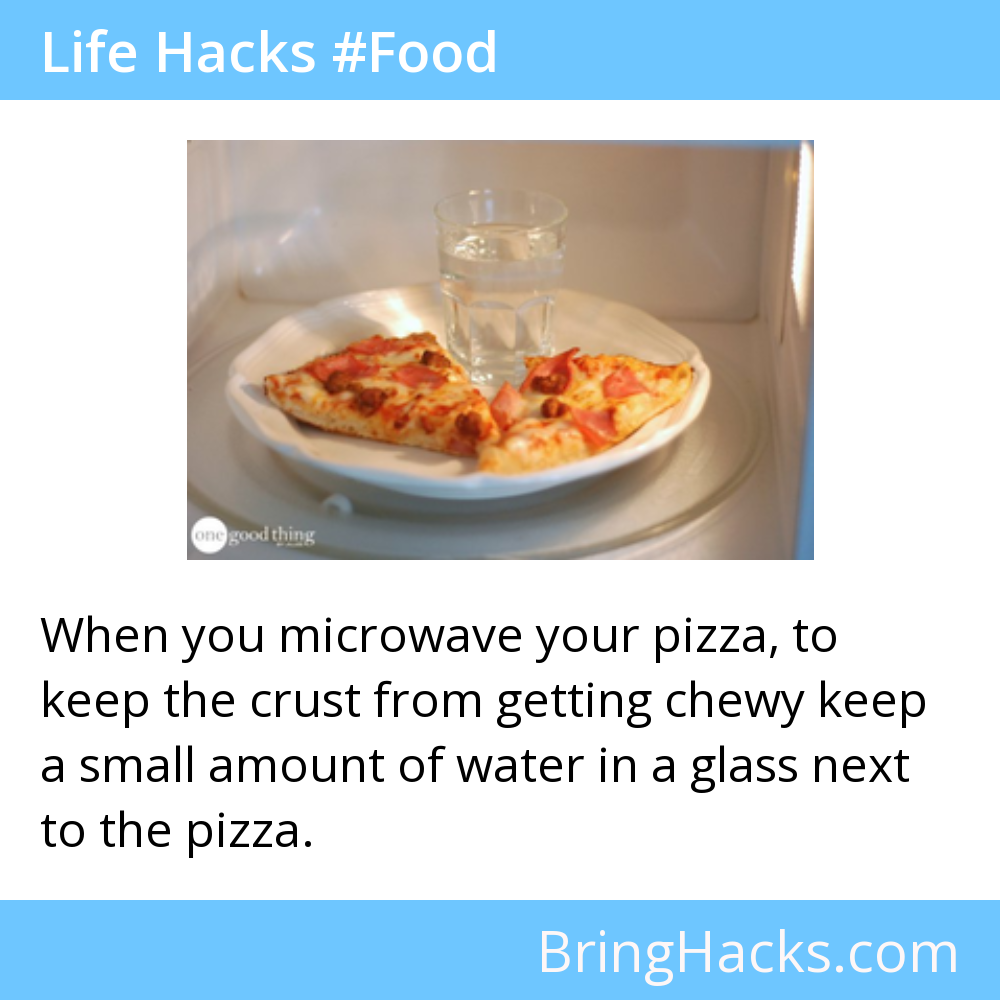 Life Hacks #Food
one good thing
When you microwave your pizza, to
keep the crust from getting chewy keep
a small amount of water in a glass next
to the pizza.
BringHacks.com